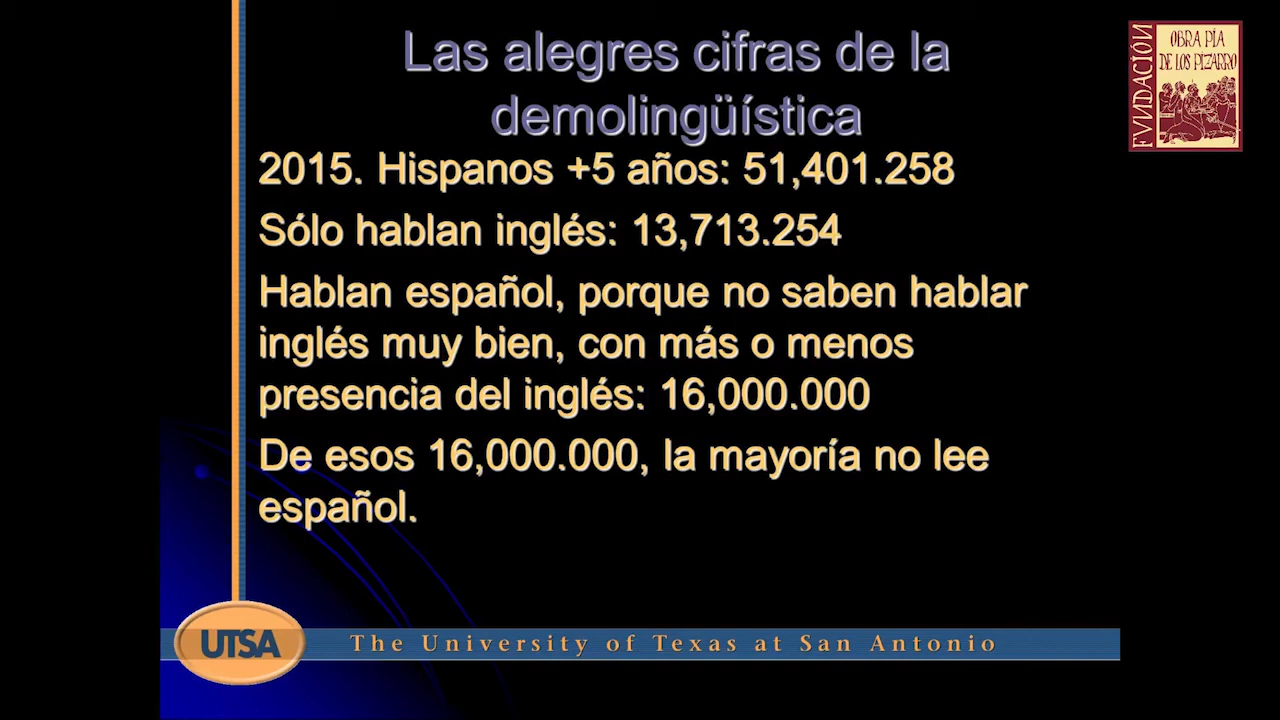 Las alegres cifras de la
demolingüística
2015. Hispanos +5 años: 51,401.258
Sólo hablan inglés: 13,713.254
Hablan español, porque no saben hablar
inglés muy bien, con más o menos
presencia del inglés: 16,000.000
De esos 16,000.000, la mayoría no lee
español.
FVNDACIÓN
OBRA PIA
DE LOS PIZARRO
UTSA
The University of Texas at San Antonio